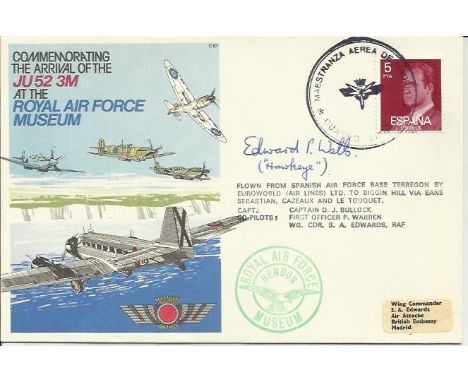 COMMEMORATING
THE ARRIVAL OF THE
JU 52 3M
AT THE
ROYAL AIR FORCE
MUSEUM
MAESTRANZA AEREA DE
5
PTA
ESPAÑA
CORREOS
Edward P. Wells.
("Hawkeye").
FLOWN FROM SPANISH AIR FORCE BASE TERREGON BY
EUROWORLD (AIR LINES) LTD. TO BIGGIN HILL VIA SANS
SEBASTIAN, CAZEAUX AND LE TOUQUET.
CAPT: CAPTAIN D. J. BULLOCK
CO PILOTS: FIRST OFFICER P. WARREN
WG. CDR. S. A. EDWARDS, RAF
ROYAL AIR FORCE
HENDON
MUSEUM
Wing Commander
S. A. Edwards
Air Attache
British Embassy
Madrid.